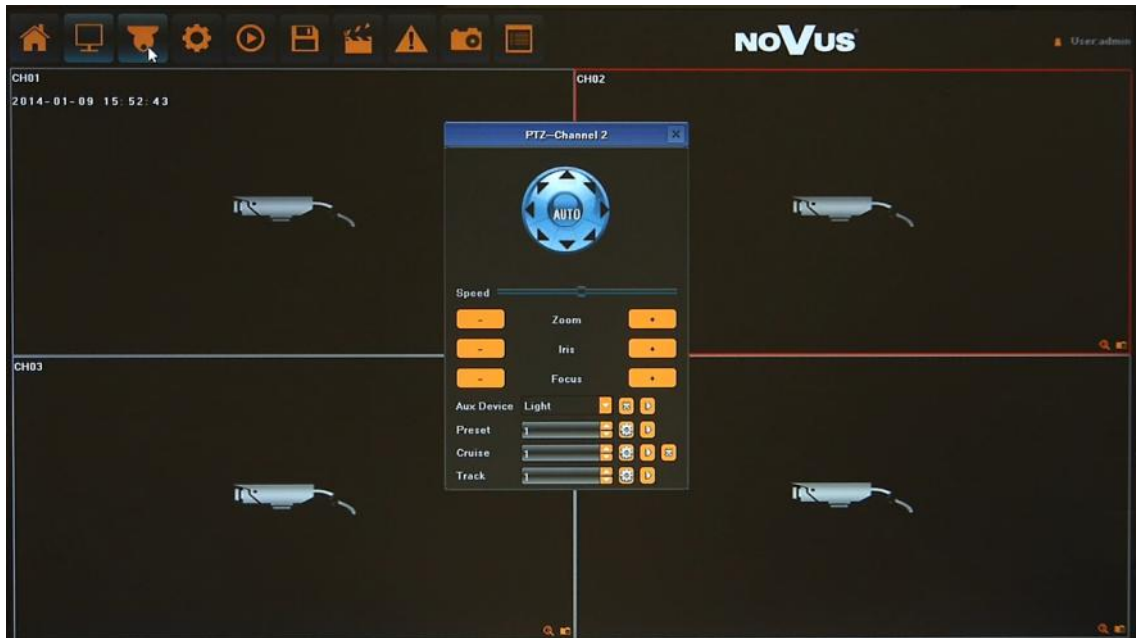 NOVUS
User:admin
CH01
CH02
2014-01-09 15:52:43
PTZ--Channel 2
AUTO
Speed
- Zoom +
- Iris +
- Focus +
Aux Device Light
Preset 1
Cruise 1
Track 1
CH03